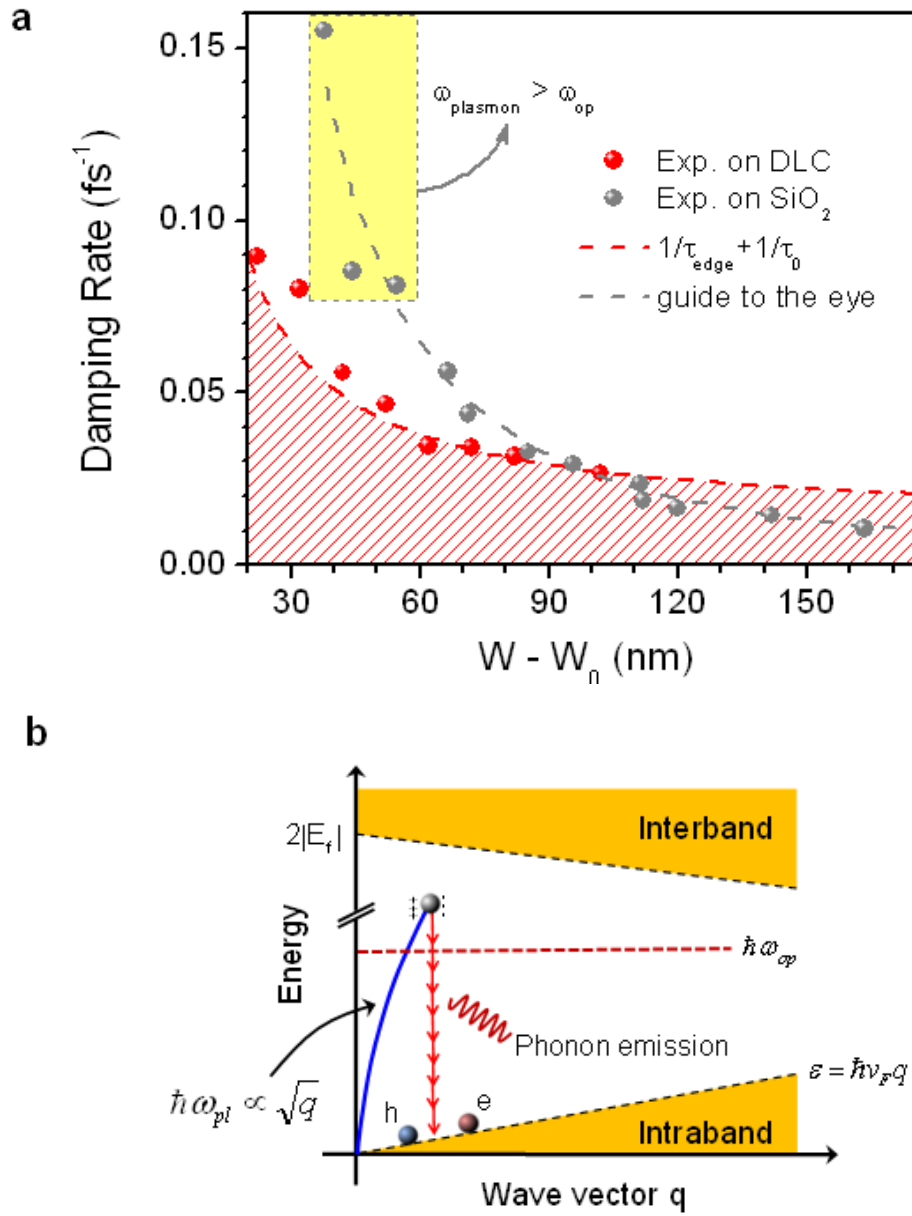 a
0.15
0.10
0.05
0.00
Damping Rate (fs⁻¹)
ω_plasmon > ω_op
Exp. on DLC
Exp. on SiO₂
1/τ_edge+1/τ_0
guide to the eye
30 60 90 120 150
W - W₀ (nm)
b
2|E_f|
Interband
Energy
ħω_op
Phonon emission
ħω_pl ∝ √q
h
e
ε = ħv_F q
Intraband
Wave vector q